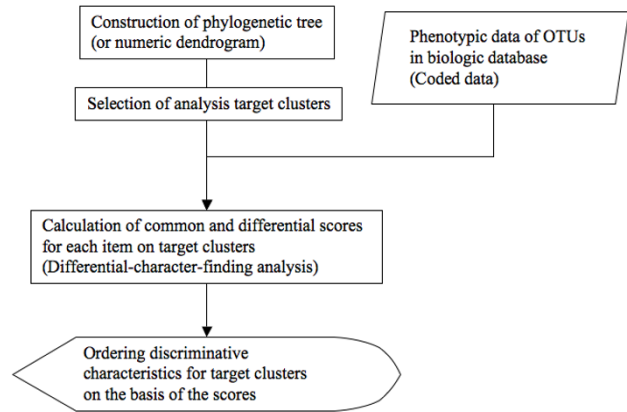 Construction of phylogenetic tree
(or numeric dendrogram)
Phenotypic data of OTUs
in biologic database
(Coded data)
Selection of analysis target clusters
Calculation of common and differential scores
for each item on target clusters
(Differential-character-finding analysis)
Ordering discriminative
characteristics for target clusters
on the basis of the scores